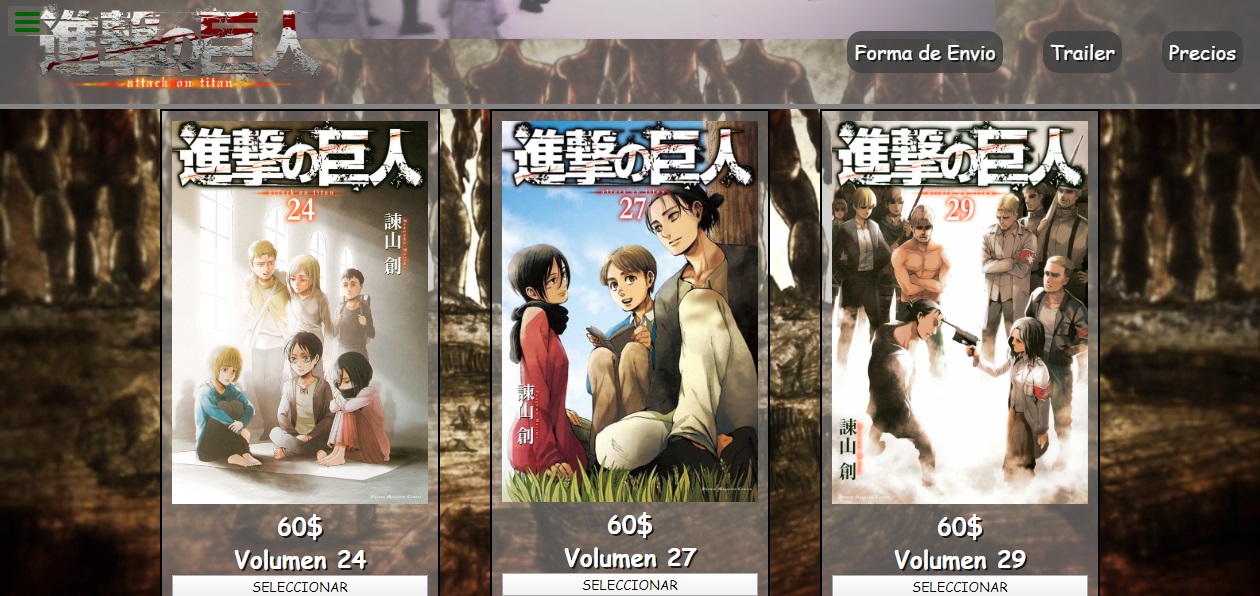 進撃の巨人
attack on titan
Forma de Envio
Trailer
Precios
進撃の巨人
attack on titan
24
諫山創
60$
Volumen 24
SELECCIONAR
進撃の巨人
attack on titan
27
諫山創
60$
Volumen 27
SELECCIONAR
進撃の巨人
attack on titan
29
諫山創
60$
Volumen 29
SELECCIONAR